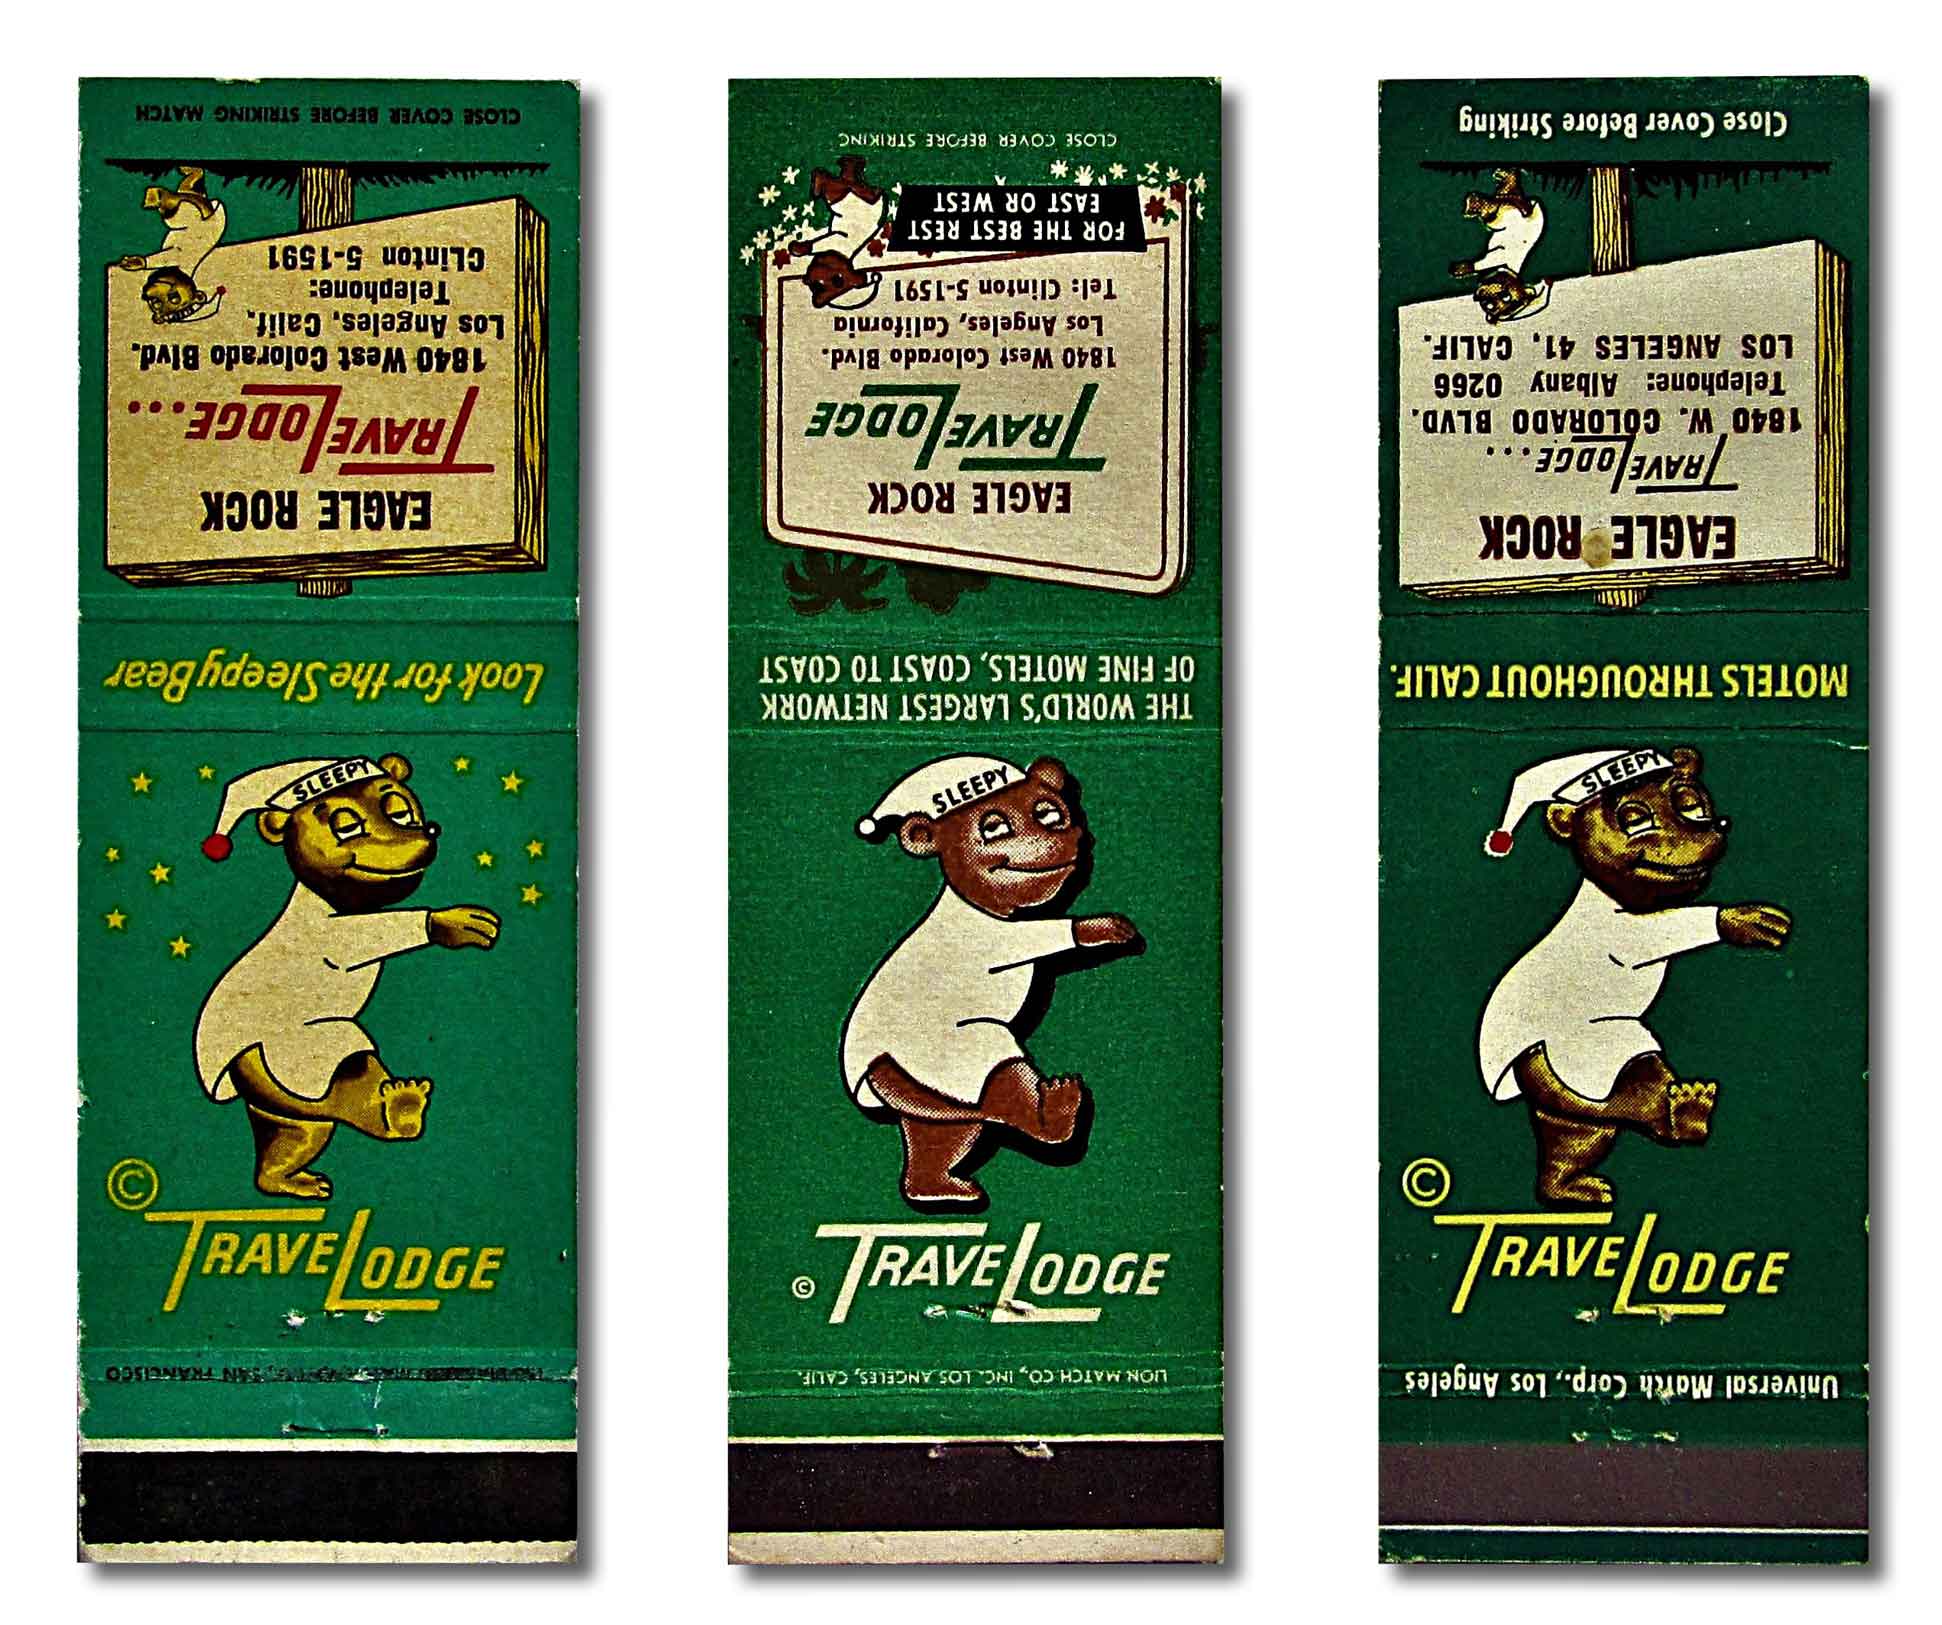 CLOSE COVER BEFORE STRIKING MATCH
EAGLE ROCK
TRAVELODGE...
1840 West Colorado Blvd.
Los Angeles, Calif.
Telephone:
CLinton 5-1591
Look for the Sleepy Bear
SLEEPY
©
TRAVELODGE
SAN FRANCISCO
CLOSE COVER BEFORE STRIKING
EAGLE ROCK
TRAVELODGE
1840 West Colorado Blvd.
Los Angeles, California
Tel: Clinton 5-1591
FOR THE BEST REST
EAST OR WEST
THE WORLD'S LARGEST NETWORK
OF FINE MOTELS, COAST TO COAST
SLEEPY
© TRAVELODGE
LION MATCH CO., INC. LOS ANGELES, CALIF.
Close Cover Before Striking
EAGLE ROCK
TRAVELODGE...
1840 W. COLORADO BLVD.
Telephone: Albany 0266
LOS ANGELES 41, CALIF.
MOTELS THROUGHOUT CALIF.
SLEEPY
©
TRAVELODGE
Universal Match Corp., Los Angeles